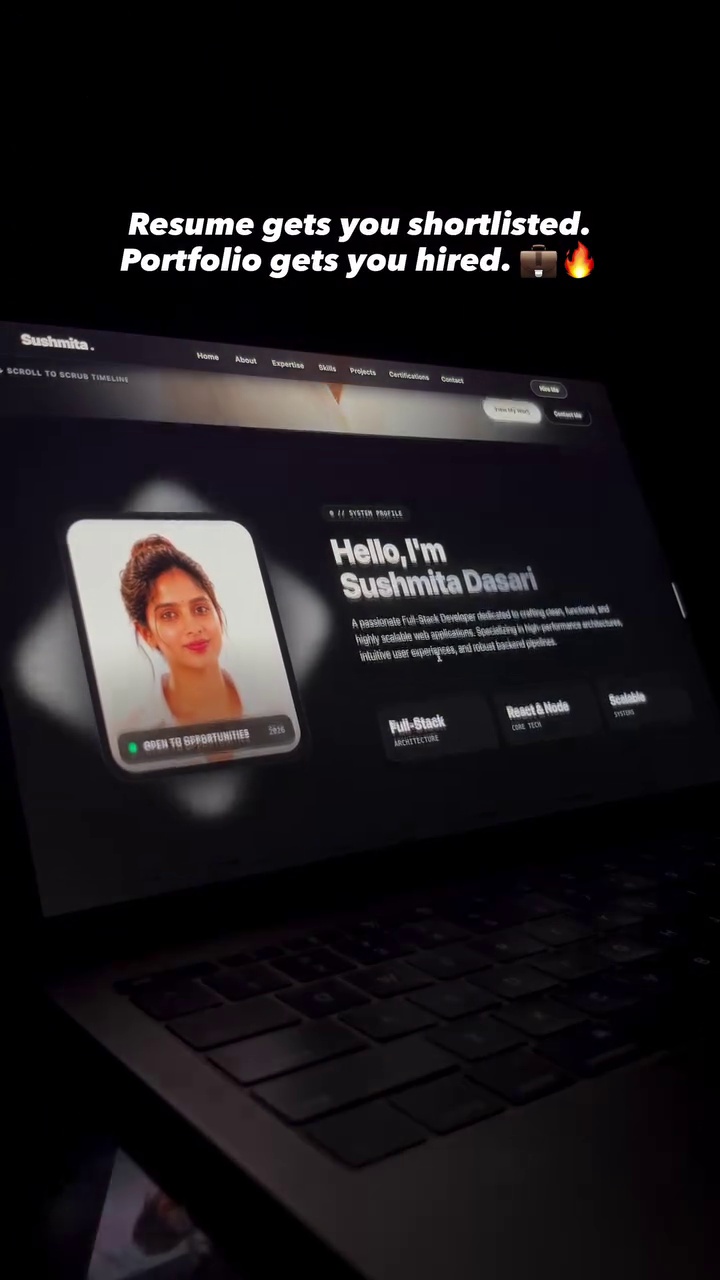 Resume gets you shortlisted.
Portfolio gets you hired. 💼🔥
Sushmita.
Home About Expertise Skills Projects Certifications Contact
Hire Me
SCROLL TO SCRUB TIMELINE
View My Work
Contact Me
// SYSTEM PROFILE
Hello, I'm
Sushmita Dasari
A passionate Full-Stack Developer dedicated to crafting clean, functional, and
highly scalable web applications. Specializing in high-performance architectures,
intuitive user experiences, and robust backend pipelines.
OPEN TO OPPORTUNITIES 2026
Full-Stack
ARCHITECTURE
React & Node
CORE TECH
Scalable
SYSTEMS